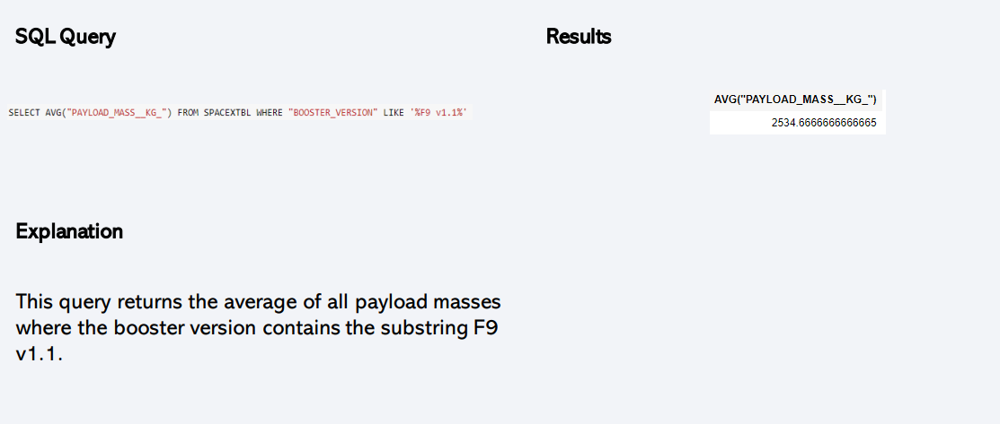 SQL Query
Results
SELECT AVG("PAYLOAD_MASS__KG_") FROM SPACEXTBL WHERE "BOOSTER_VERSION" LIKE '%F9 v1.1%'
AVG("PAYLOAD_MASS__KG_")
2534.6666666666665
Explanation
This query returns the average of all payload masses
where the booster version contains the substring F9
v1.1.